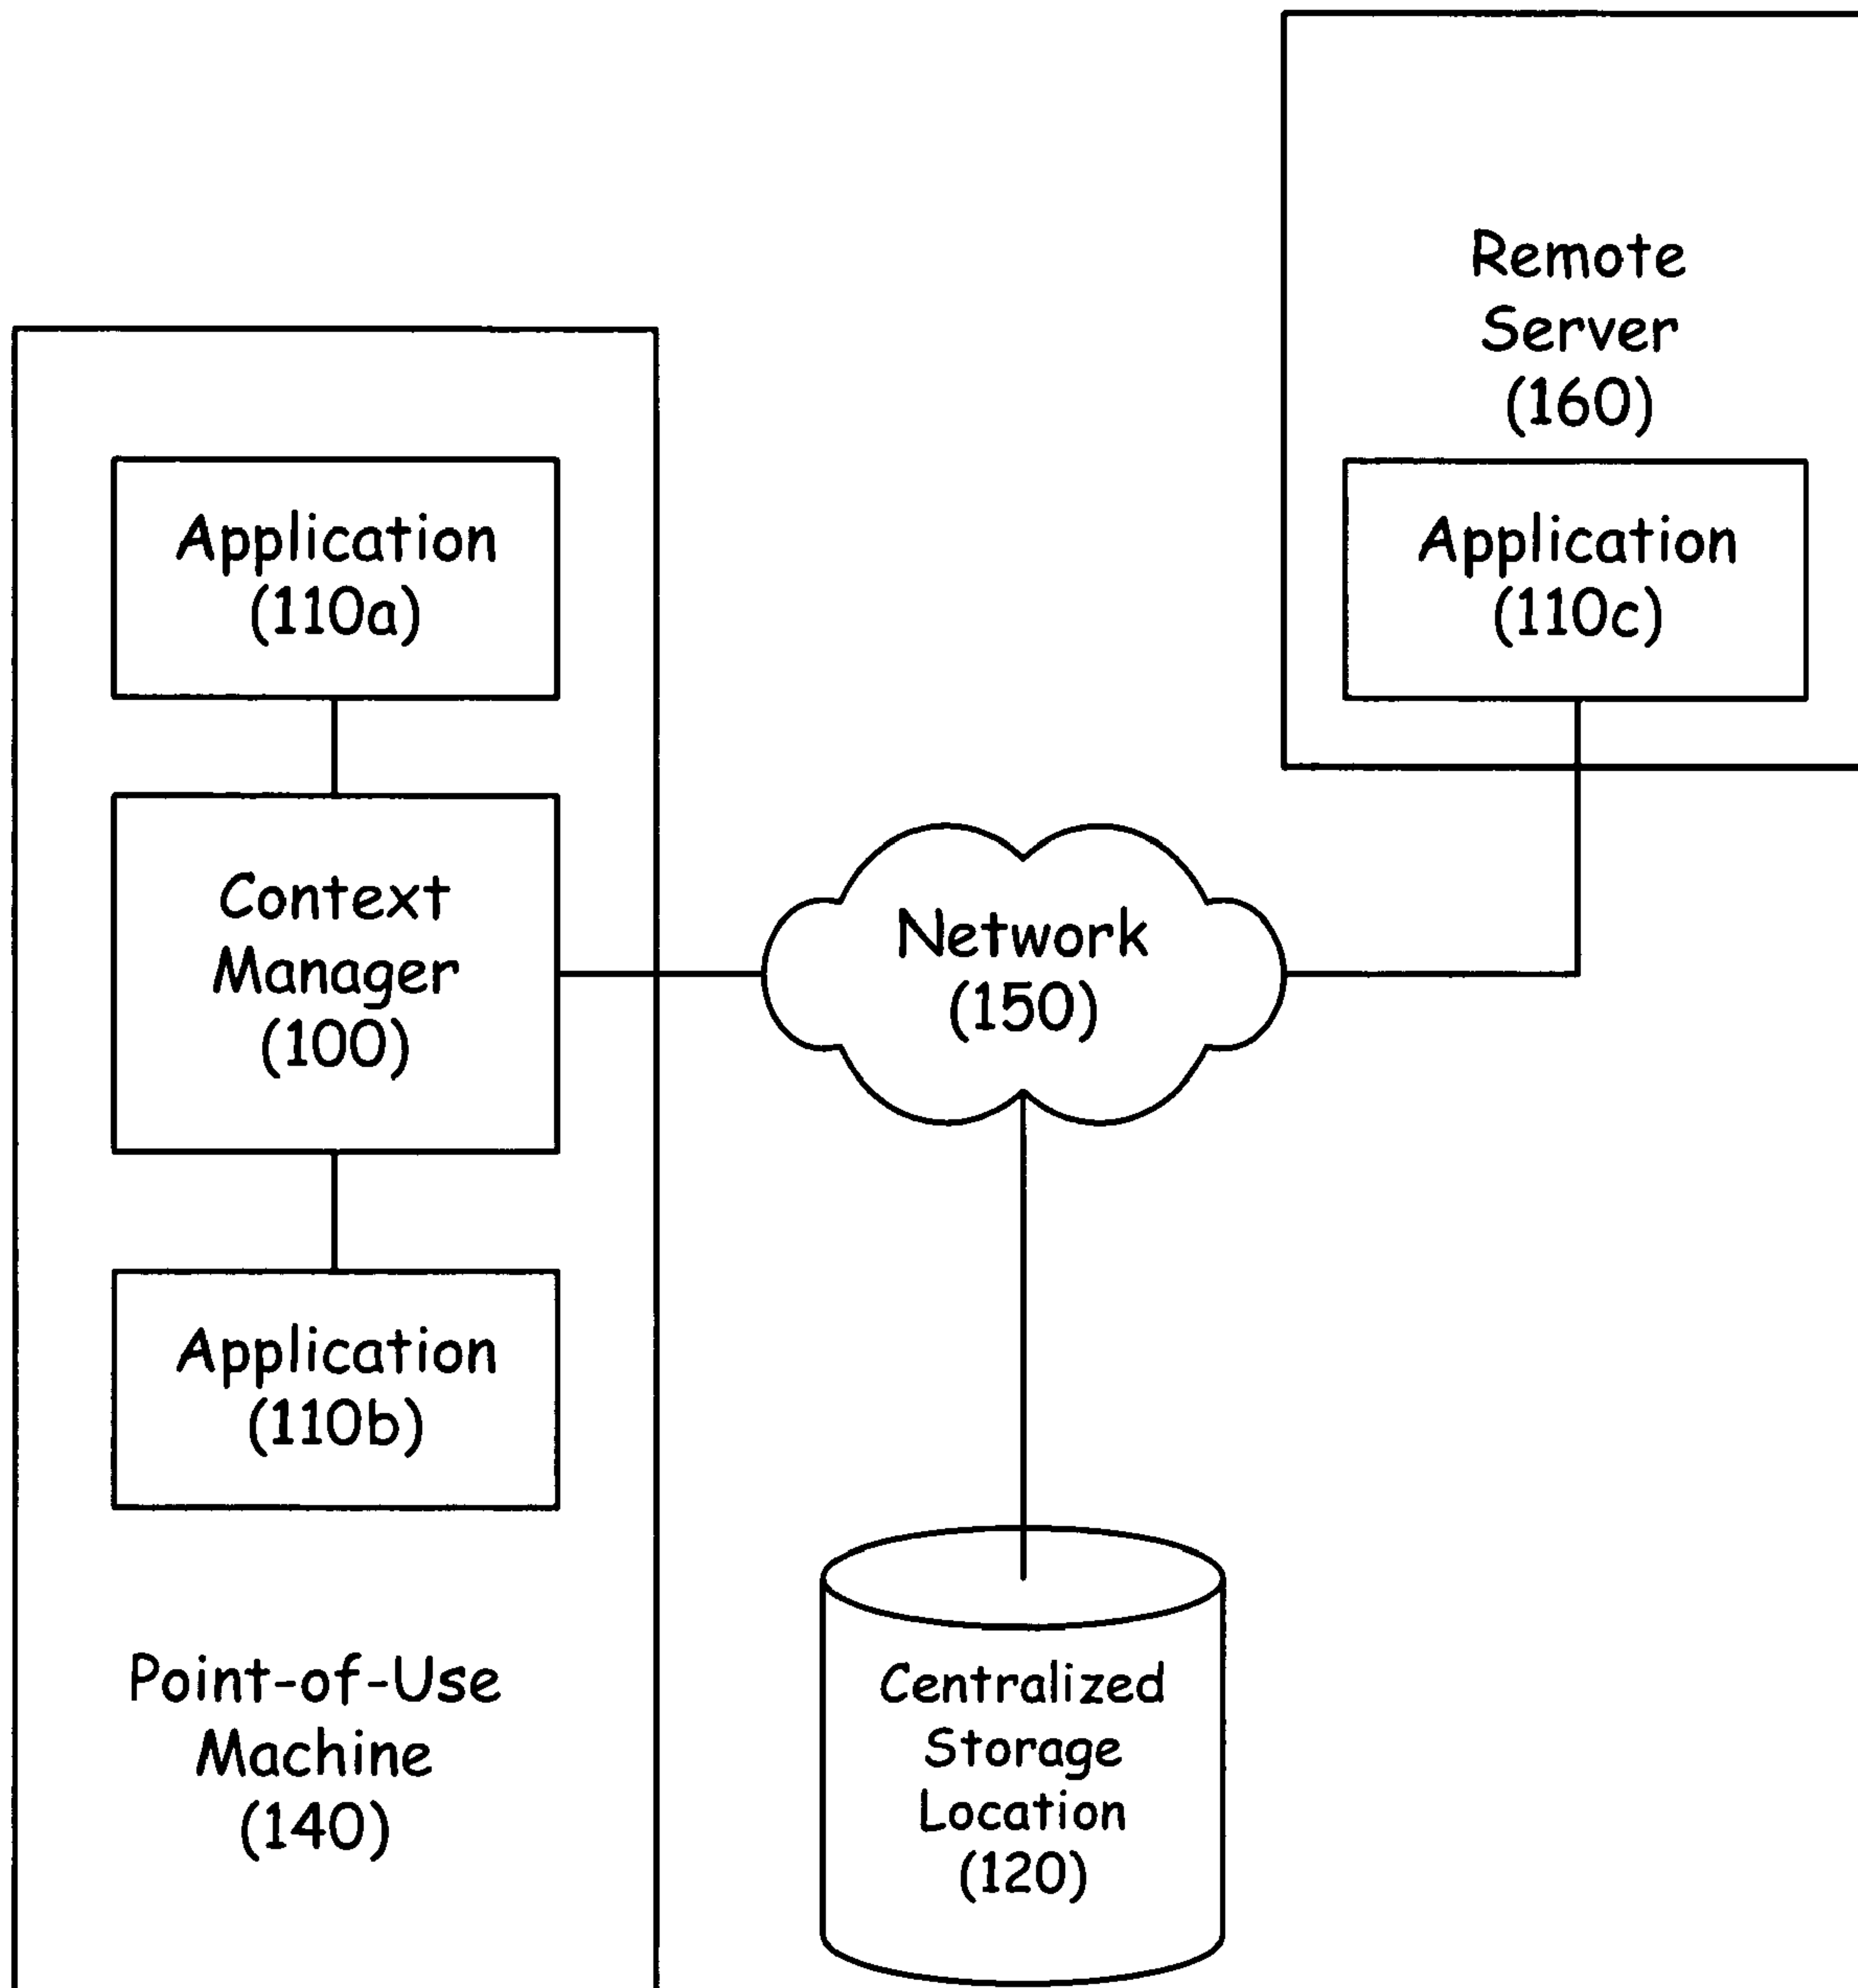 Remote
Server
(160)
Application
(110a)
Application
(110c)
Context
Manager
(100)
Network
(150)
Application
(110b)
Point-of-Use
Machine
(140)
Centralized
Storage
Location
(120)